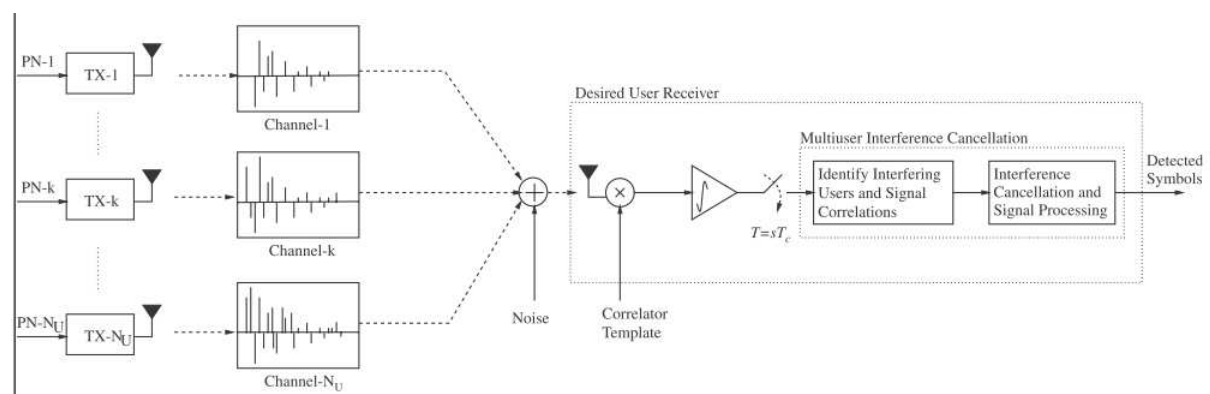 PN-1
TX-1
Channel-1
PN-k
TX-k
Channel-k
PN-N_U
TX-N_U
Channel-N_U
Noise
Desired User Receiver
Correlator
Template
T=sT_c
Multiuser Interference Cancellation
Identify Interfering
Users and Signal
Correlations
Interference
Cancellation and
Signal Processing
Detected
Symbols